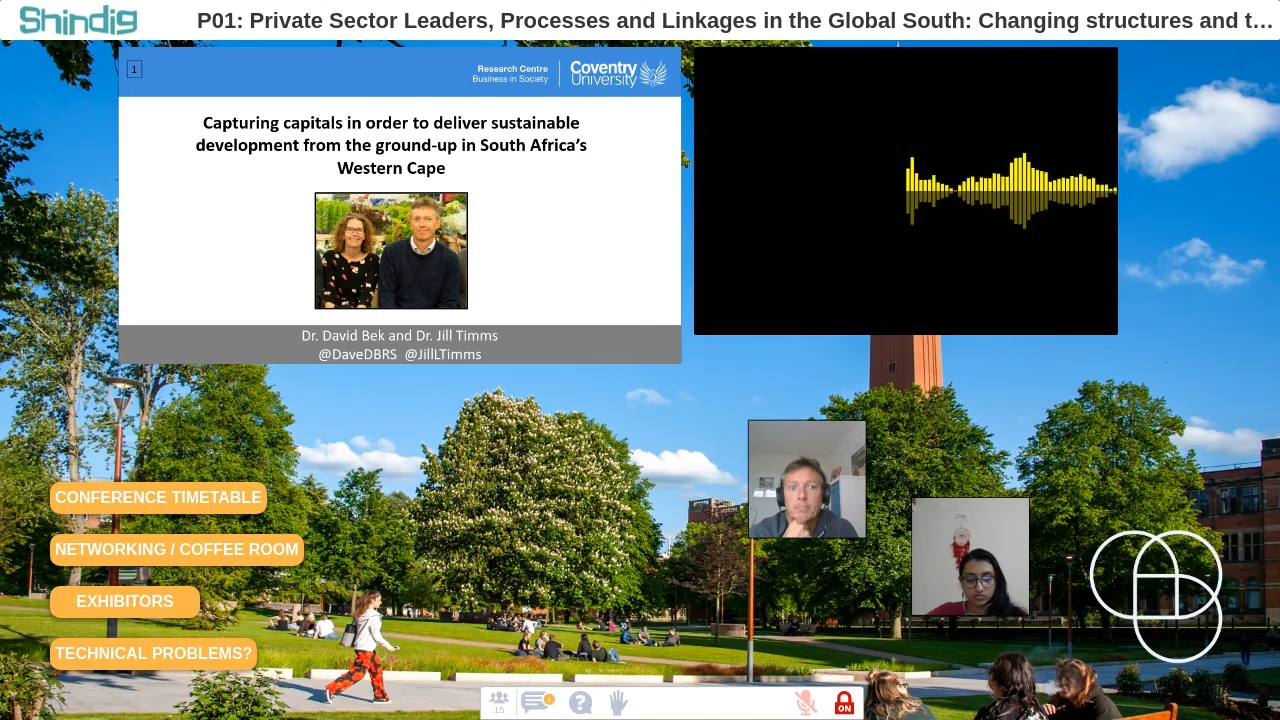 Shindig
P01: Private Sector Leaders, Processes and Linkages in the Global South: Changing structures and t…
1
Research Centre
Business in Society
Coventry
University
Capturing capitals in order to deliver sustainable
development from the ground-up in South Africa’s
Western Cape
Dr. David Bek and Dr. Jill Timms
@DaveDBRS @JillLTimms
CONFERENCE TIMETABLE
NETWORKING / COFFEE ROOM
EXHIBITORS
TECHNICAL PROBLEMS?
15
ON